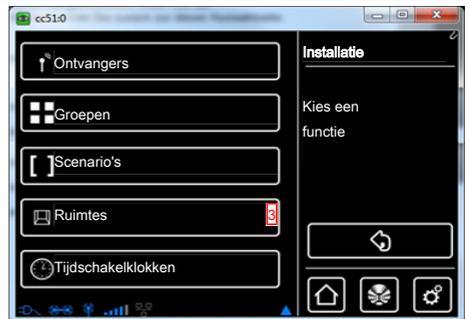 cc51:0
Ontvangers
Groepen
Scenario's
Ruimtes
3
Tijdschakelklokken
Installatie
Kies een
functie